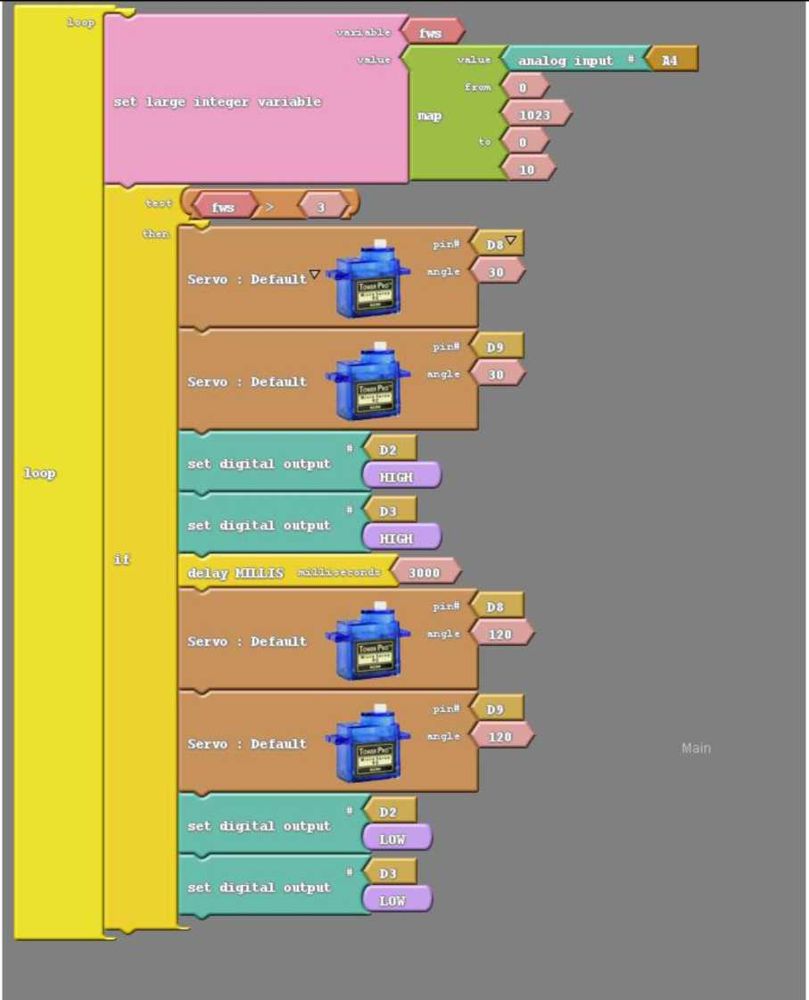 loop
variable fws
value value analog input # A4
from 0
set large integer variable
map 1023
to 0
10
test fws > 3
then
pin# D8
Servo : Default angle 30
pin# D9
angle 30
Servo : Default
# D2
set digital output
HIGH
loop
# D3
set digital output
HIGH
if
delay MILLIS milliseconds 3000
pin# D8
Servo : Default angle 120
pin# D9
angle 120
Servo : Default
Main
# D2
set digital output
LOW
# D3
set digital output
LOW